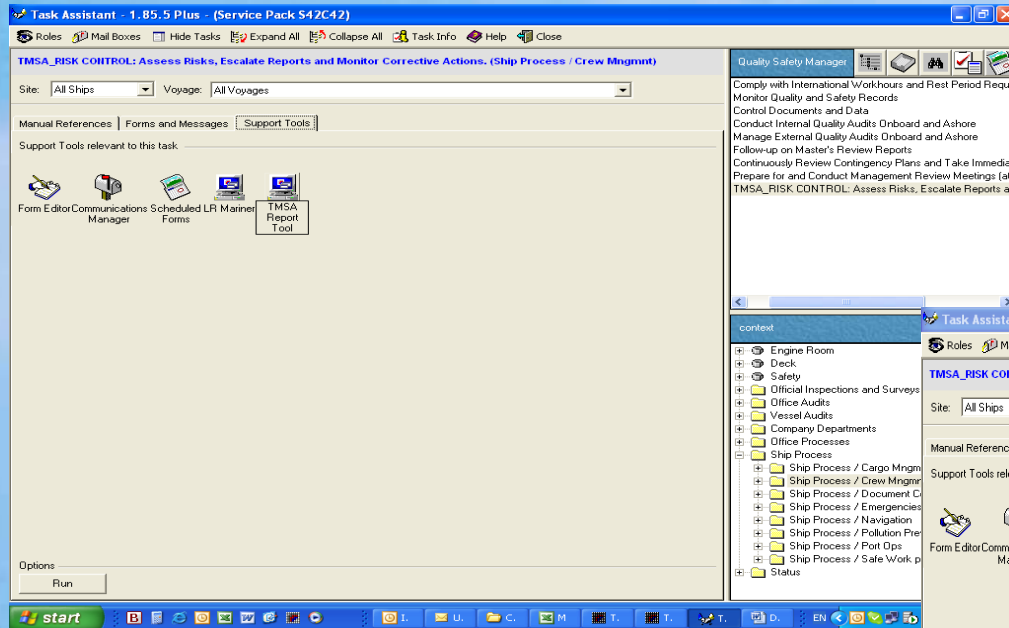 Task Assistant - 1.85.5 Plus - (Service Pack S42C42)
Roles Mail Boxes Hide Tasks Expand All Collapse All Task Info Help Close
TMSA_RISK CONTROL: Assess Risks, Escalate Reports and Monitor Corrective Actions. (Ship Process / Crew Mngmnt)
Site: All Ships Voyage: All Voyages
Manual References Forms and Messages Support Tools
Support Tools relevant to this task
Form Editor Communications Manager Scheduled Forms LR Mariner TMSA Report Tool
Options
Run
Quality Safety Manager
Comply with International Workhours and Rest Period Requ
Monitor Quality and Safety Records
Control Documents and Data
Conduct Internal Quality Audits Onboard and Ashore
Manage External Quality Audits Onboard and Ashore
Follow-up on Master's Review Reports
Continuously Review Contingency Plans and Take Immedia
Prepare for and Conduct Management Review Meetings (a
TMSA_RISK CONTROL: Assess Risks, Escalate Reports a
context
Engine Room
Deck
Safety
Official Inspections and Surveys
Office Audits
Vessel Audits
Company Departments
Office Processes
Ship Process
Ship Process / Cargo Mngm
Ship Process / Crew Mngmn
Ship Process / Document C
Ship Process / Emergencies
Ship Process / Navigation
Ship Process / Pollution Pre
Ship Process / Port Ops
Ship Process / Safe Work p
Status
Task Assista
Roles M
TMSA_RISK CO
Site: All Ships
Manual Referenc
Support Tools rel
Form Editor Comm
Ma
start B I. U. C. M T. T. T. D. EN